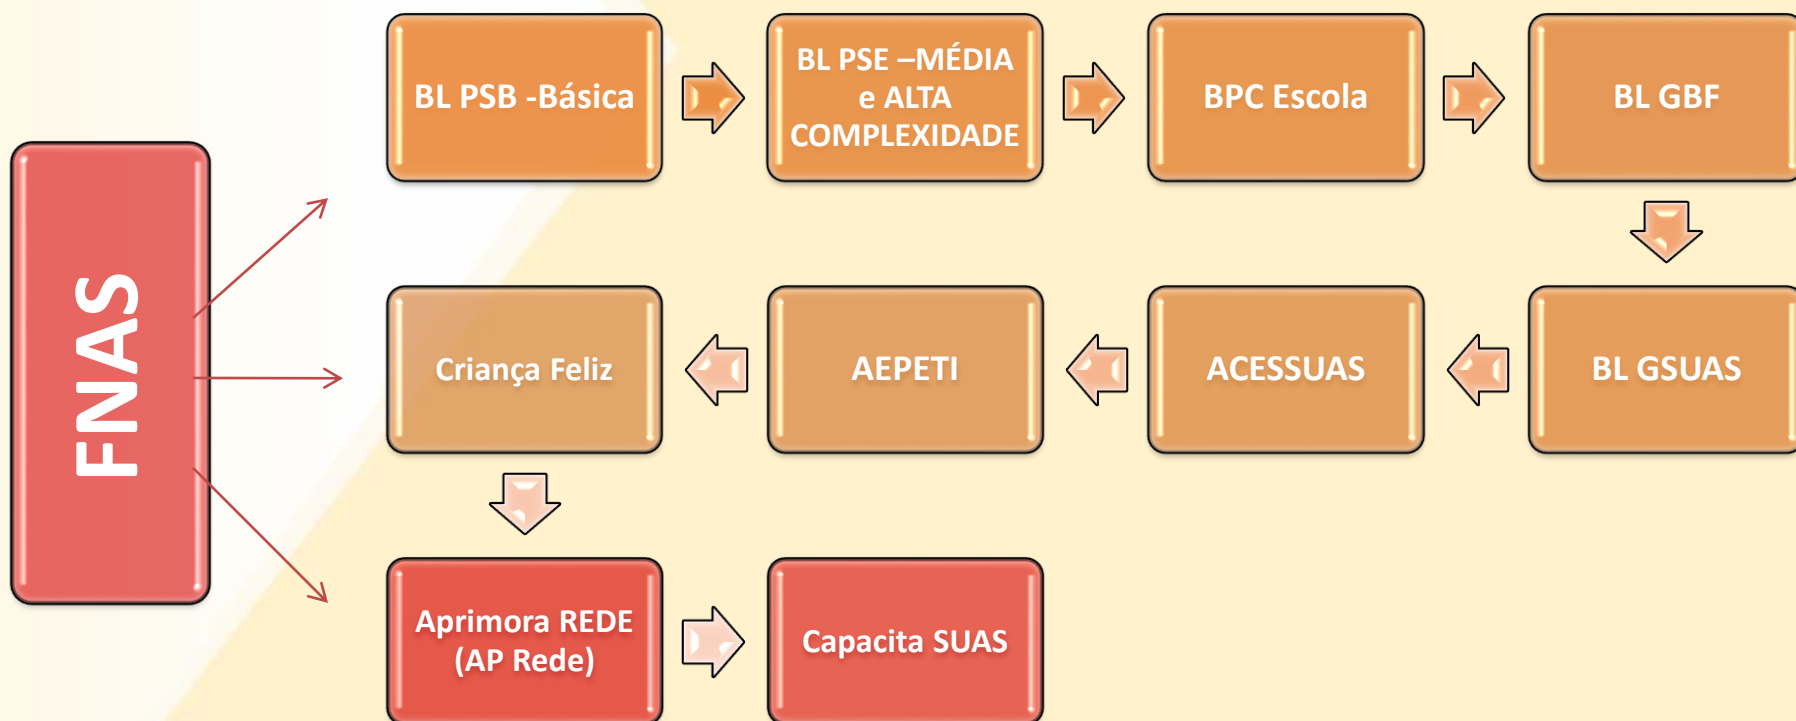 FNAS
BL PSB -Básica
BL PSE –MÉDIA
e ALTA
COMPLEXIDADE
BPC Escola
BL GBF
BL GSUAS
ACESSUAS
AEPETI
Criança Feliz
Aprimora REDE
(AP Rede)
Capacita SUAS